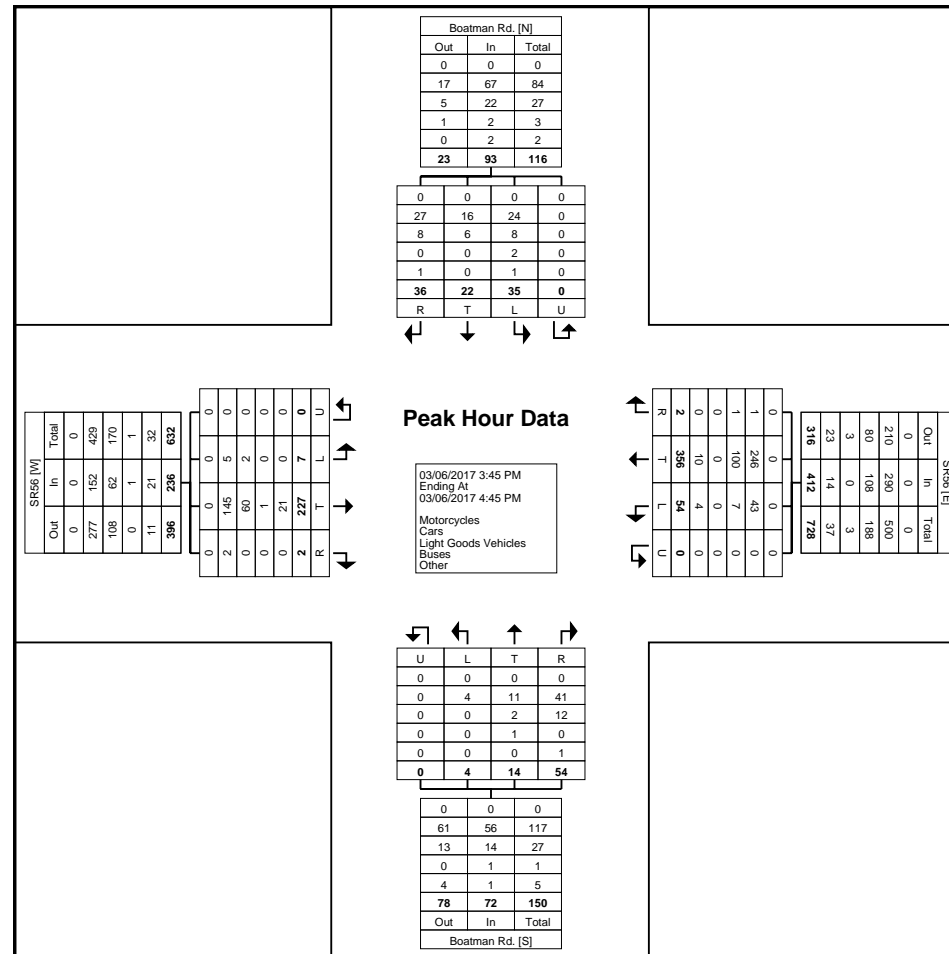 Boatman Rd. [N]
Out In Total
0 0 0
17 67 84
5 22 27
1 2 3
0 2 2
23 93 116
0 0 0 0
27 16 24 0
8 6 8 0
0 0 2 0
1 0 1 0
36 22 35 0
R T L U
U L T R
0 7 227 2
0 0 21 0
0 0 1 0
0 2 60 0
0 5 145 2
0 0 0 0
632 236 396
32 21 11
1 1 0
170 62 108
429 152 277
0 0 0
Total In Out
SR56 [W]
Peak Hour Data
03/06/2017 3:45 PM
Ending At
03/06/2017 4:45 PM
Motorcycles
Cars
Light Goods Vehicles
Buses
Other
SR56 [E]
Out In Total
0 0 0
210 290 500
80 108 188
3 0 3
23 14 37
316 412 728
0 0 0 0
1 246 43 0
1 100 7 0
0 0 0 0
0 10 4 0
2 356 54 0
R T L U
U L T R
0 0 0 0
0 4 11 41
0 0 2 12
0 0 1 0
0 0 0 1
0 4 14 54
0 0 0
61 56 117
13 14 27
0 1 1
4 1 5
78 72 150
Out In Total
Boatman Rd. [S]